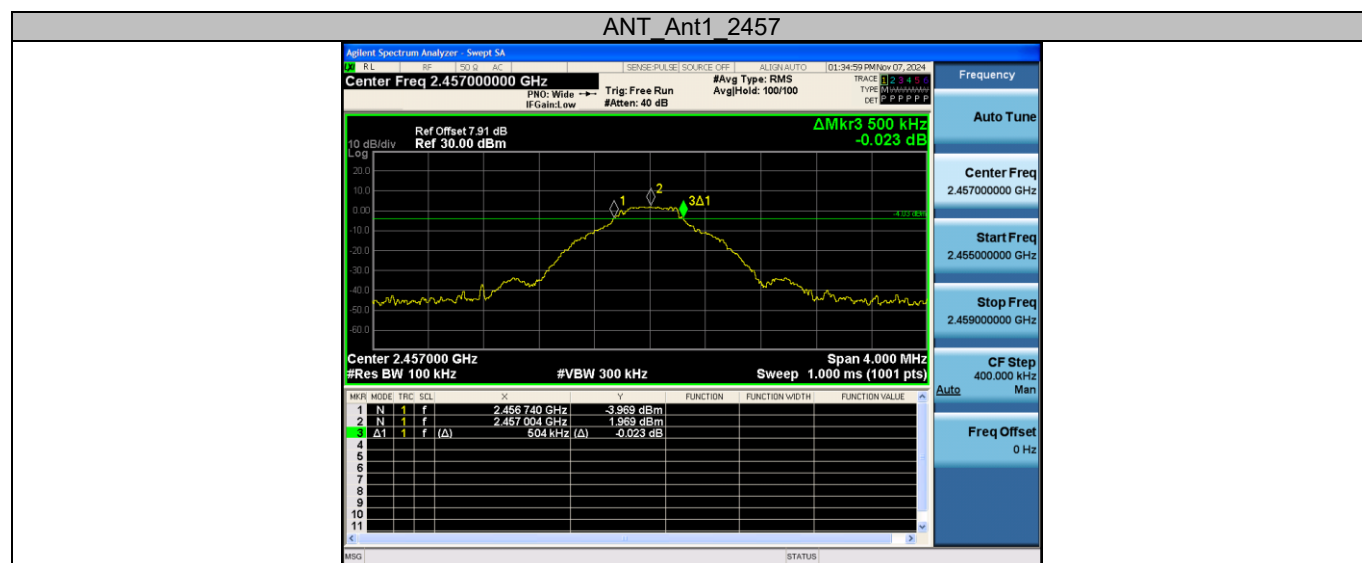 ANT_Ant1_2457
Agilent Spectrum Analyzer - Swept SA
RL RF 50 Ω AC SENSE:PULSE SOURCE OFF ALIGN AUTO 01:34:59 PM Nov 07, 2024
Center Freq 2.457000000 GHz
PNO: Wide
IFGain:Low
Trig: Free Run
#Atten: 40 dB
#Avg Type: RMS
Avg|Hold: 100/100
TRACE 1 2 3 4 5 6
TYPE M
DET P P P P P P
Ref Offset 7.91 dB
Ref 30.00 dBm
10 dB/div
Log
ΔMkr3 500 kHz
-0.023 dB
20.0
10.0
0.00
-10.0
-20.0
-30.0
-40.0
-50.0
-60.0
1
2
3Δ1
-4.03 dBm
Center 2.457000 GHz
Span 4.000 MHz
#Res BW 100 kHz
#VBW 300 kHz
Sweep 1.000 ms (1001 pts)
MKR MODE TRC SCL X Y FUNCTION FUNCTION WIDTH FUNCTION VALUE
1 N 1 f 2.456 740 GHz -3.969 dBm
2 N 1 f 2.457 004 GHz 1.969 dBm
3 Δ1 1 f (Δ) 504 kHz (Δ) -0.023 dB
4
5
6
7
8
9
10
11
MSG
STATUS
Frequency
Auto Tune
Center Freq
2.457000000 GHz
Start Freq
2.455000000 GHz
Stop Freq
2.459000000 GHz
CF Step
400.000 kHz
Auto Man
Freq Offset
0 Hz